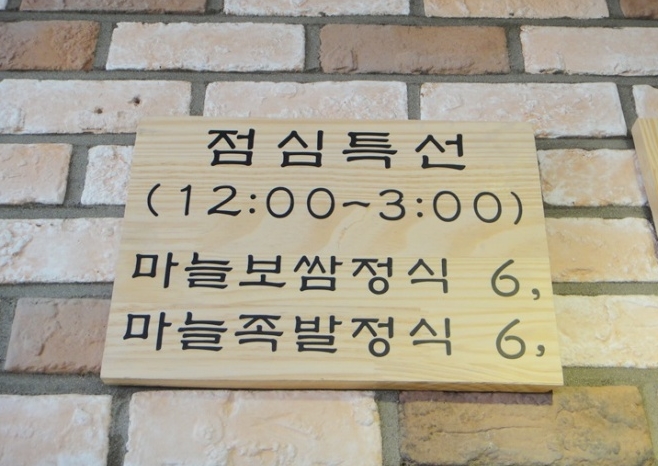 점심특선
(12:00~3:00)
마늘보쌈정식 6,
마늘족발정식 6,